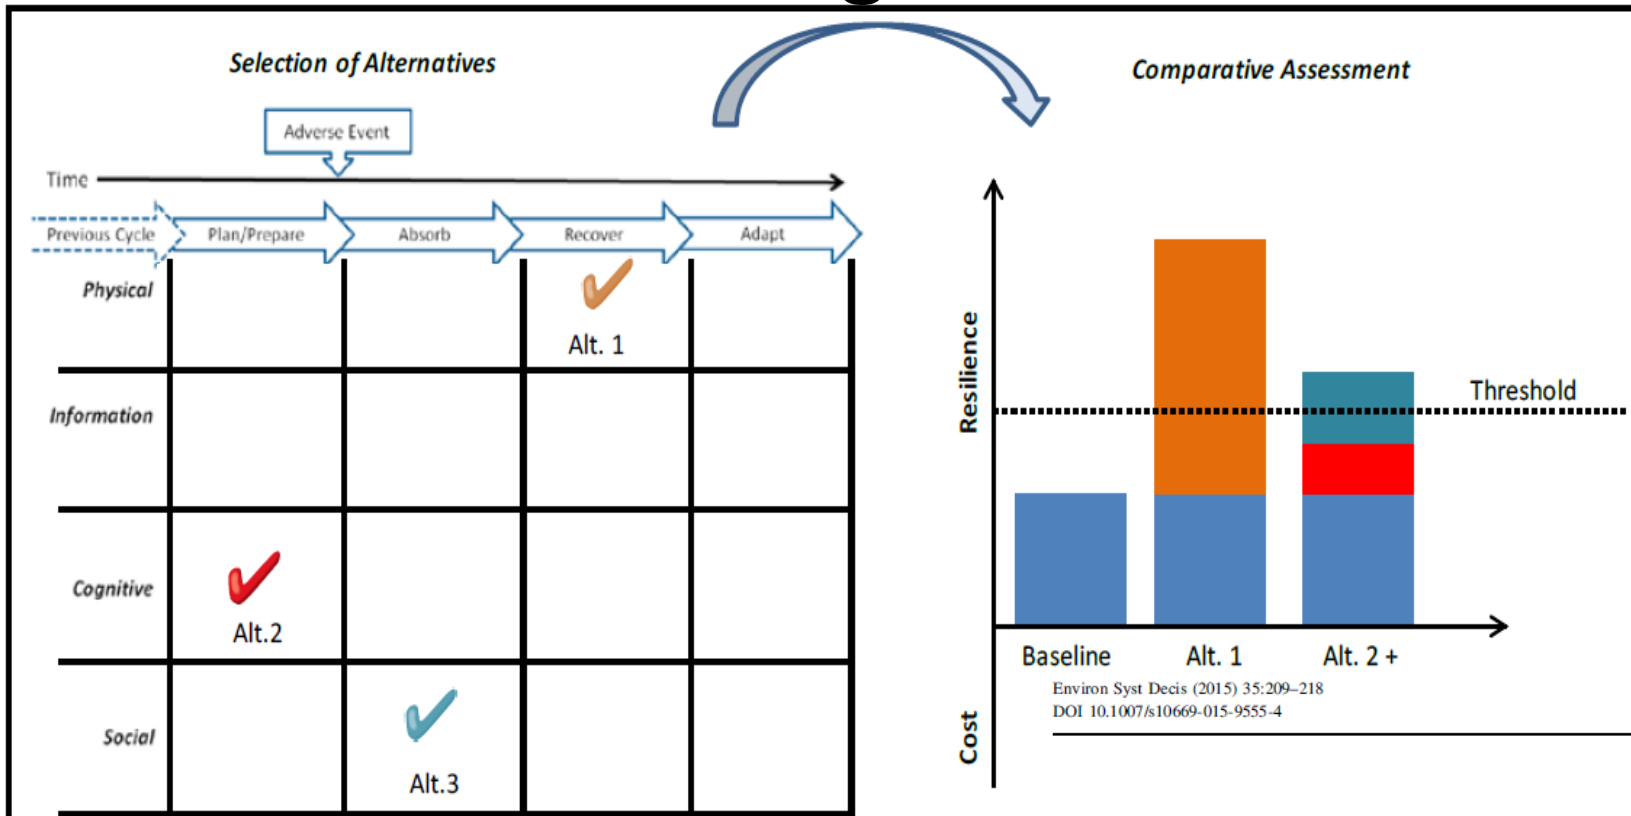 Selection of Alternatives
Comparative Assessment
Adverse Event
Time
Previous Cycle
Plan/Prepare
Absorb
Recover
Adapt
Physical
Alt. 1
Information
Cognitive
Alt.2
Social
Alt.3
Resilience
Threshold
Baseline
Alt. 1
Alt. 2 +
Environ Syst Decis (2015) 35:209–218
DOI 10.1007/s10669-015-9555-4
Cost